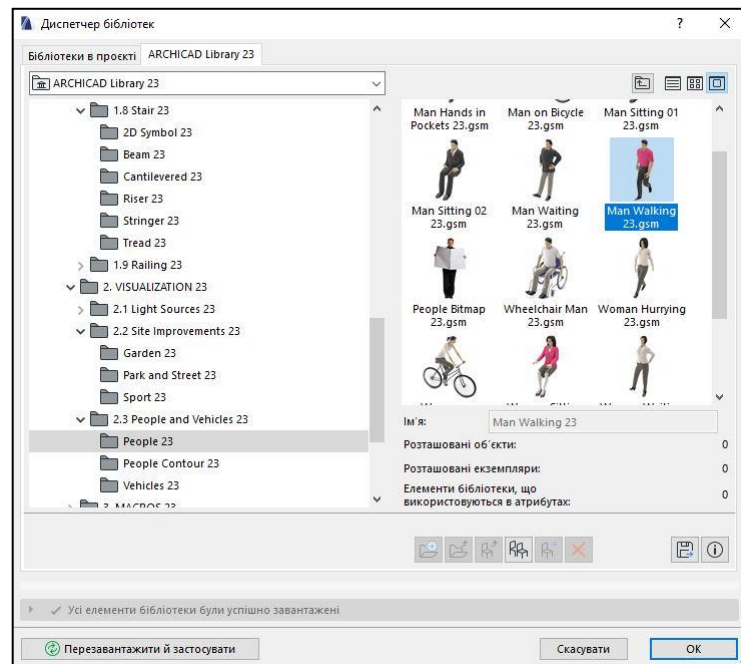 Диспетчер бібліотек
?
Бібліотеки в проєкті
ARCHICAD Library 23
ARCHICAD Library 23
1.8 Stair 23
2D Symbol 23
Beam 23
Cantilevered 23
Riser 23
Stringer 23
Tread 23
1.9 Railing 23
2. VISUALIZATION 23
2.1 Light Sources 23
2.2 Site Improvements 23
Garden 23
Park and Street 23
Sport 23
2.3 People and Vehicles 23
People 23
People Contour 23
Vehicles 23
3. MACROS 23
Man Hands in
Pockets 23.gsm
Man on Bicycle
23.gsm
Man Sitting 01
23.gsm
Man Sitting 02
23.gsm
Man Waiting
23.gsm
Man Walking
23.gsm
People Bitmap
23.gsm
Wheelchair Man
23.gsm
Woman Hurrying
23.gsm
Ім'я:
Man Walking 23
Розташовані об'єкти:
0
Розташовані екземпляри:
0
Елементи бібліотеки, що
використовуються в атрибутах:
0
Усі елементи бібліотеки були успішно завантажені
Перезавантажити й застосувати
Скасувати
OK